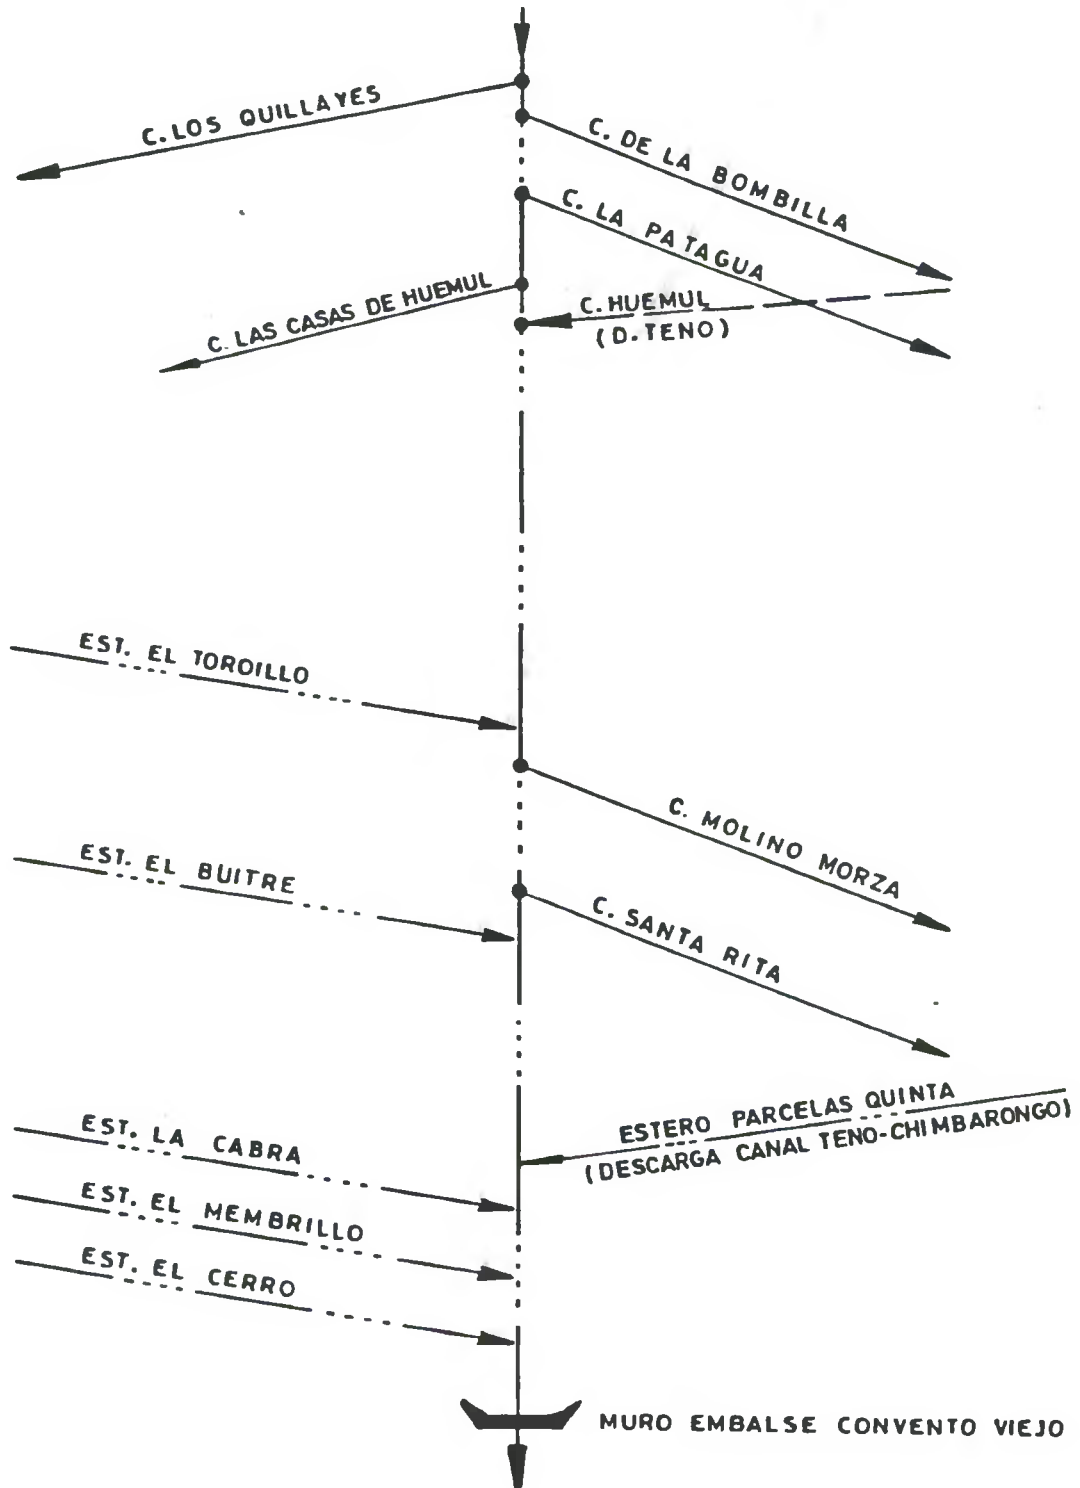 C. LOS QUILLAYES
C. DE LA BOMBILLA
C. LA PATAGUA
C. LAS CASAS DE HUEMUL
C. HUEMUL
(D. TENO)
EST. EL TORDILLO
C. MOLINO MORZA
EST. EL BUITRE
C. SANTA RITA
ESTERO PARCELAS QUINTA
(DESCARGA CANAL TENO-CHIMBARONGO)
EST. LA CABRA
EST. EL MEMBRILLO
EST. EL CERRO
MURO EMBALSE CONVENTO VIEJO